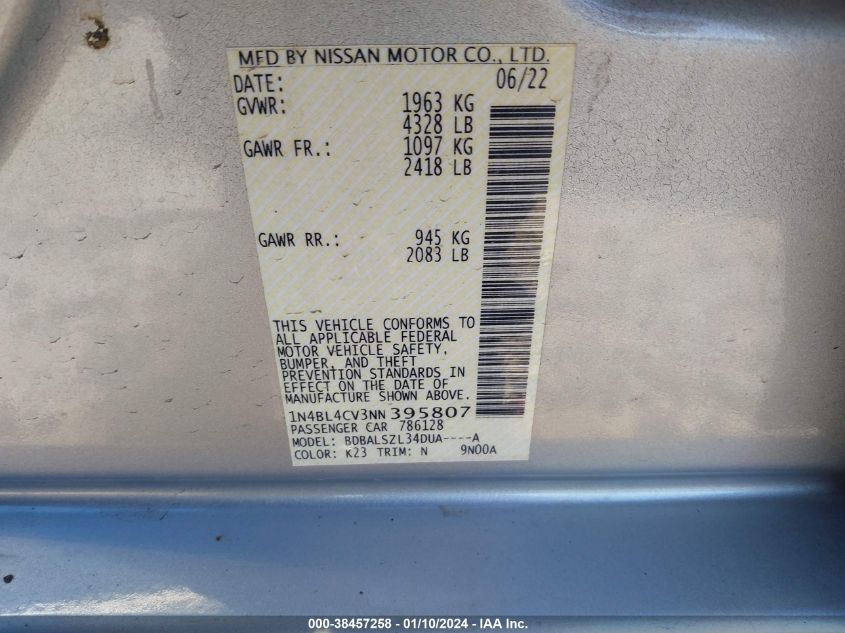 MFD BY NISSAN MOTOR CO., LTD.
DATE: 06/22
GVWR: 1963 KG
4328 LB
GAWR FR.: 1097 KG
2418 LB
GAWR RR.: 945 KG
2083 LB
THIS VEHICLE CONFORMS TO
ALL APPLICABLE FEDERAL
MOTOR VEHICLE SAFETY,
BUMPER, AND THEFT
PREVENTION STANDARDS IN
EFFECT ON THE DATE OF
MANUFACTURE SHOWN ABOVE.
1N4BL4CV3NN 395807
PASSENGER CAR 786128
MODEL: BDBALSZL34DUA----A
COLOR: K23 TRIM: N 9N00A
000-38457258 - 01/10/2024 - IAA Inc.